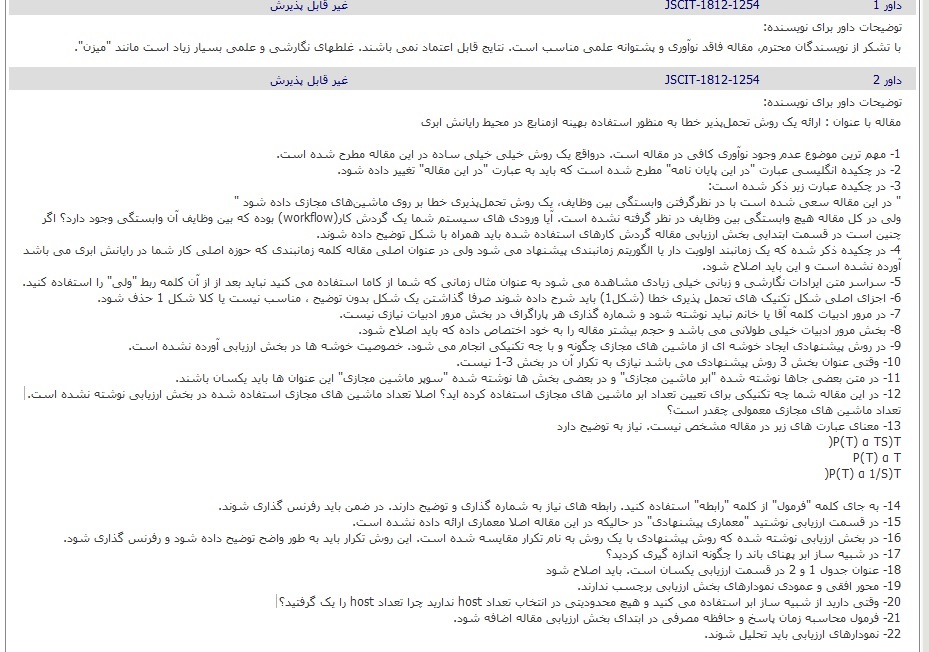 داور 1 JSCIT-1812-1254 غیر قابل پذیرش
توضیحات داور برای نویسنده:
با تشکر از نویسندگان محترم، مقاله فاقد نوآوری و پشتوانه علمی مناسب است. نتایج قابل اعتماد نمی باشند. غلطهای نگارشی و علمی بسیار زیاد است مانند "میزن".
داور 2 JSCIT-1812-1254 غیر قابل پذیرش
توضیحات داور برای نویسنده:
مقاله با عنوان : ارائه یک روش تحمل‌پذیر خطا به منظور استفاده بهینه ازمنابع در محیط رایانش ابری
1- مهم ترین موضوع عدم وجود نوآوری کافی در مقاله است. درواقع یک روش خیلی خیلی ساده در این مقاله مطرح شده است.
2- در چکیده انگلیسی عبارت "در این پایان نامه" مطرح شده است که باید به عبارت "در این مقاله" تغییر داده شود.
3- در چکیده عبارت زیر ذکر شده است:
" در این مقاله سعی شده است با در نظرگرفتن وابستگی بین وظایف، یک روش تحمل‌پذیری خطا بر روی ماشین‌های مجازی داده شود "
ولی در کل مقاله هیچ وابستگی بین وظایف در نظر گرفته نشده است. آیا ورودی های سیستم شما یک گردش کار(workflow) بوده که بین وظایف آن وابستگی وجود دارد؟ اگر
چنین است در قسمت ابتدایی بخش ارزیابی مقاله گردش کارهای استفاده شده باید همراه با شکل توضیح داده شوند.
4- در چکیده ذکر شده که یک زمانبند اولویت دار یا الگوریتم زمانبندی پیشنهاد می شود ولی در عنوان اصلی مقاله کلمه زمانبندی که حوزه اصلی کار شما در رایانش ابری می باشد
آورده نشده است و این باید اصلاح شود.
5- سراسر متن ایرادات نگارشی و زبانی خیلی زیادی مشاهده می شود به عنوان مثال زمانی که شما از کاما استفاده می کنید نباید بعد از از آن کلمه ربط "ولی" را استفاده کنید.
6- اجزای اصلی شکل تکنیک های تحمل پذیری خطا (شکل1) باید شرح داده شوند صرفا گذاشتن یک شکل بدون توضیح ، مناسب نیست یا کلا شکل 1 حذف شود.
7- در مرور ادبیات کلمه آقا یا خانم نباید نوشته شود و شماره گذاری هر پاراگراف در بخش مرور ادبیات نیازی نیست.
8- بخش مرور ادبیات خیلی طولانی می باشد و حجم بیشتر مقاله را به خود اختصاص داده که باید اصلاح شود.
9- در روش پیشنهادی ایجاد خوشه ای از ماشین های مجازی چگونه و با چه تکنیکی انجام می شود. خصوصیت خوشه ها در بخش ارزیابی آورده نشده است.
10- وقتی عنوان بخش 3 روش پیشنهادی می باشد نیازی به تکرار آن در بخش 3-1 نیست.
11- در متن بعضی جاها نوشته شده "ابر ماشین مجازی" و در بعضی بخش ها نوشته شده "سوپر ماشین مجازی" این عنوان ها باید یکسان باشند.
12- در این مقاله شما چه تکنیکی برای تعیین تعداد ابر ماشین های مجازی استفاده کرده اید؟ اصلا تعداد ماشین های مجازی استفاده شده در بخش ارزیابی نوشته نشده است.
تعداد ماشین های مجازی معمولی چقدر است؟
13- معنای عبارت های زیر در مقاله مشخص نیست. نیاز به توضیح دارد
)P(T) α TS)T
P(T) α T
)P(T) α 1/S)T
14- به جای کلمه "فرمول" از کلمه "رابطه" استفاده کنید. رابطه های نیاز به شماره گذاری و توضیح دارند. در ضمن باید رفرنس گذاری شوند.
15- در قسمت ارزیابی نوشتید "معماری پیشنهادی" در حالیکه در این مقاله اصلا معماری ارائه داده نشده است.
16- در بخش ارزیابی نوشته شده که روش پیشنهادی با یک روش به نام تکرار مقایسه شده است. این روش تکرار باید به طور واضح توضیح داده شود و رفرنس گذاری شود.
17- در شبیه ساز ابر پهنای باند را چگونه اندازه گیری کردید؟
18- عنوان جدول 1 و 2 در قسمت ارزیابی یکسان است. باید اصلاح شود
19- محور افقی و عمودی نمودارهای بخش ارزیابی برچسب ندارند.
20- وقتی دارید از شبیه ساز ابر استفاده می کنید و هیچ محدودیتی در انتخاب تعداد host ندارید چرا تعداد host را یک گرفتید؟
21- فرمول محاسبه زمان پاسخ و حافظه مصرفی در ابتدای بخش ارزیابی مقاله اضافه شود.
22- نمودارهای ارزیابی باید تحلیل شوند.